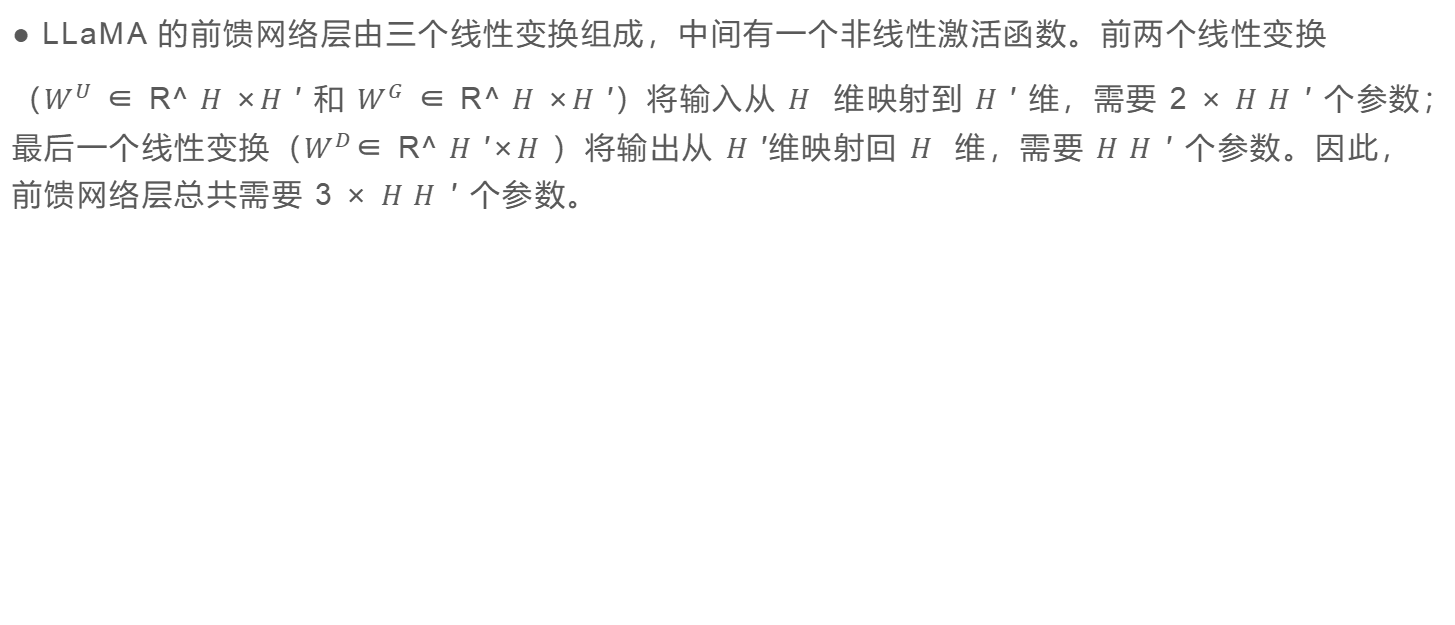 ● LLaMA 的前馈网络层由三个线性变换组成，中间有一个非线性激活函数。前两个线性变换
（W^U ∈ R^ H ×H ′ 和 W^G ∈ R^ H ×H ′）将输入从 H 维映射到 H ′ 维，需要 2 × H H ′ 个参数；
最后一个线性变换（W^D ∈ R^ H ′×H ）将输出从 H ′维映射回 H 维，需要 H H ′ 个参数。因此，
前馈网络层总共需要 3 × H H ′ 个参数。